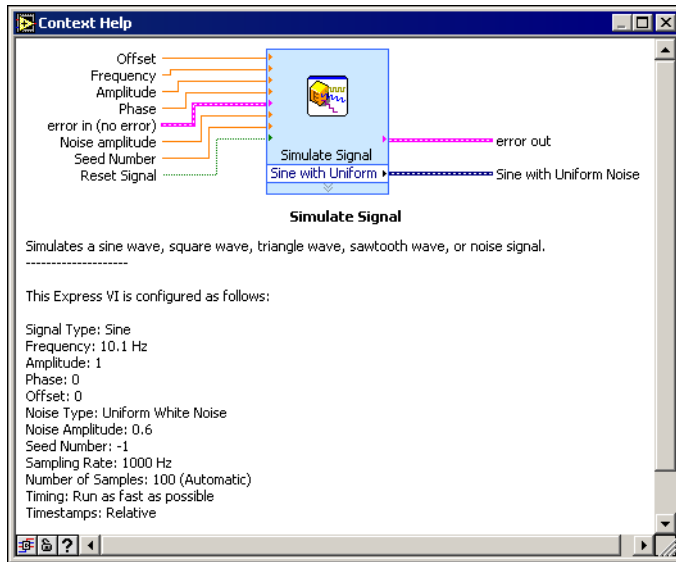 Context Help
Offset
Frequency
Amplitude
Phase
error in (no error)
Noise amplitude
Seed Number
Reset Signal
Simulate Signal
Sine with Uniform
error out
Sine with Uniform Noise
Simulate Signal
Simulates a sine wave, square wave, triangle wave, sawtooth wave, or noise signal.
--------------------
This Express VI is configured as follows:
Signal Type: Sine
Frequency: 10.1 Hz
Amplitude: 1
Phase: 0
Offset: 0
Noise Type: Uniform White Noise
Noise Amplitude: 0.6
Seed Number: -1
Sampling Rate: 1000 Hz
Number of Samples: 100 (Automatic)
Timing: Run as fast as possible
Timestamps: Relative
?